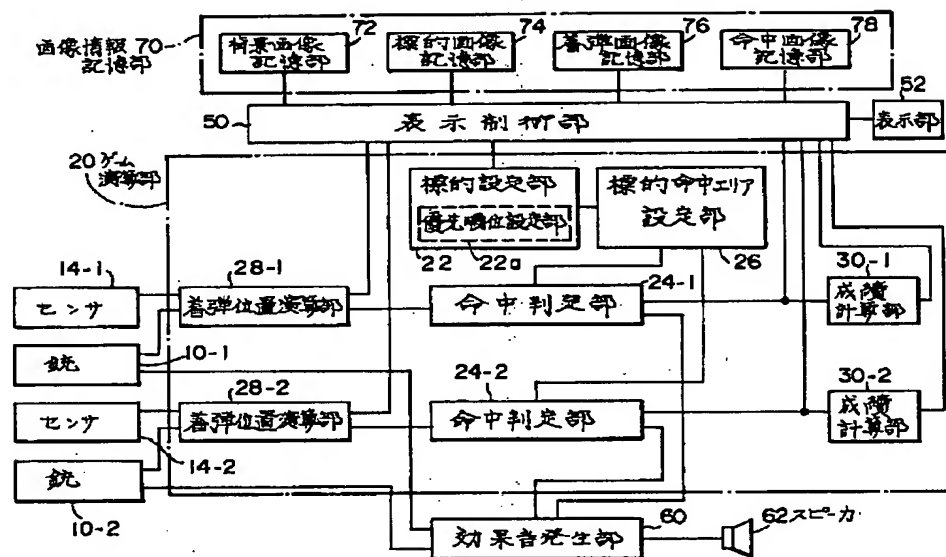 画像情報 70
記憶部
72
背景画像
記憶部
74
標的画像
記憶部
76
着弾画像
記憶部
78
命中画像
記憶部
50
表示制御部
52
表示部
20 ゲーム
演算部
標的設定部
優先順位設定部
22
22a
標的命中エリア
設定部
26
14-1
センサ
28-1
着弾位置演算部
24-1
命中判定部
30-1
成績
計算部
銃
10-1
28-2
着弾位置演算部
24-2
命中判定部
30-2
成績
計算部
センサ
14-2
銃
10-2
効果音発生部
60
62 スピーカ